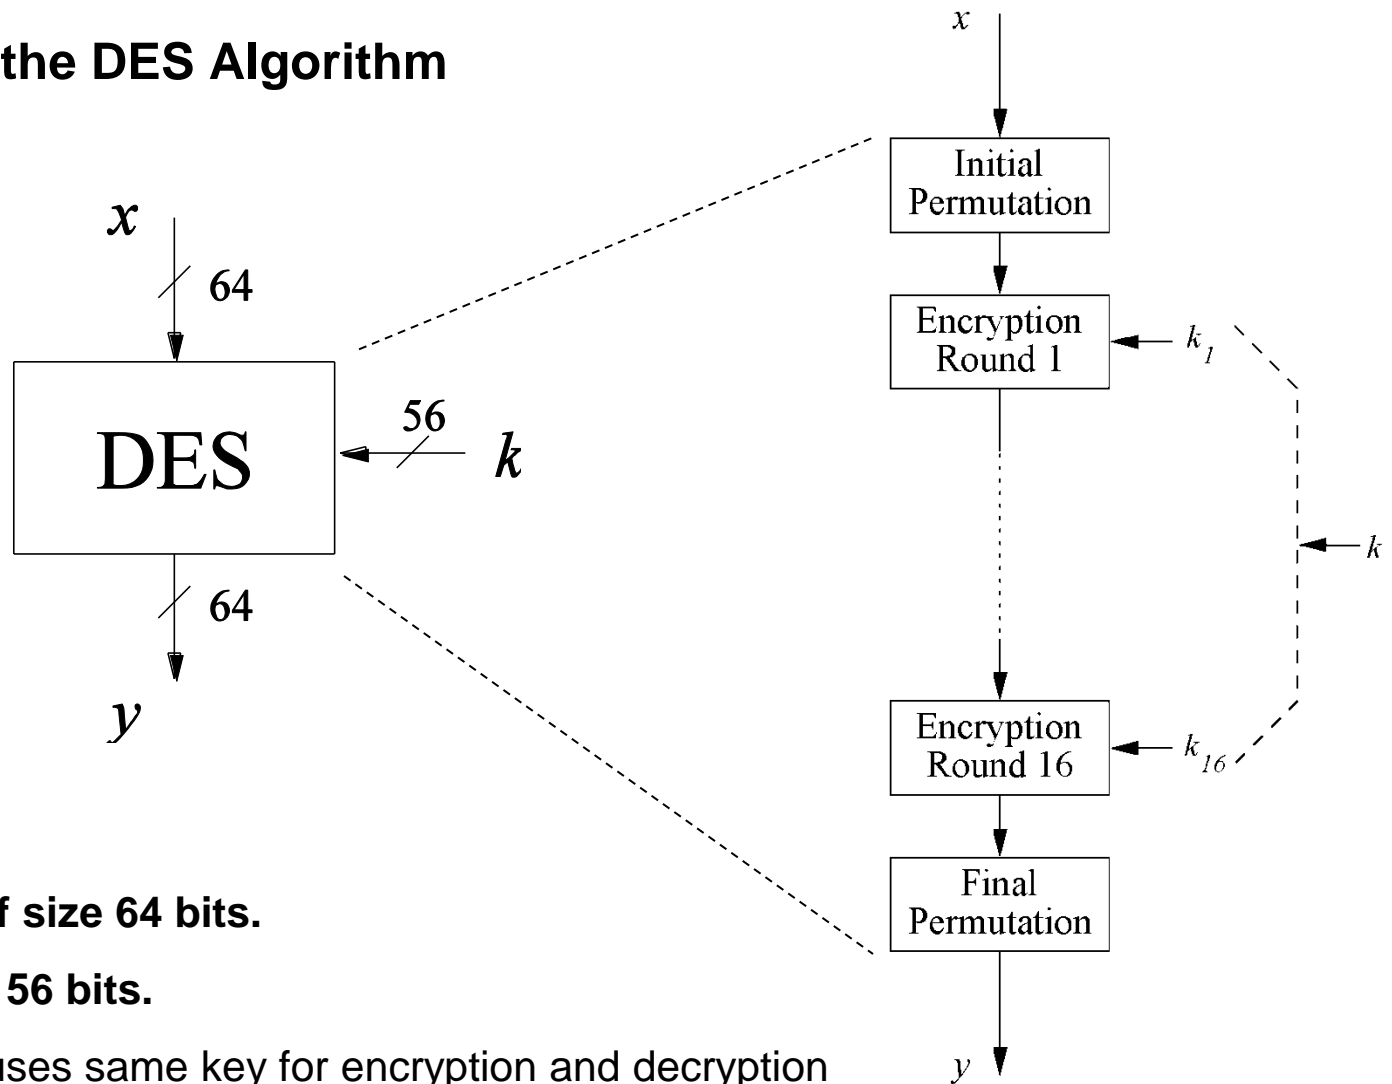 the DES Algorithm
x
64
DES
56
k
64
y
x
Initial
Permutation
Encryption
Round 1
k1
k
Encryption
Round 16
k16
Final
Permutation
y
f size 64 bits.
56 bits.
uses same key for encryption and decryption